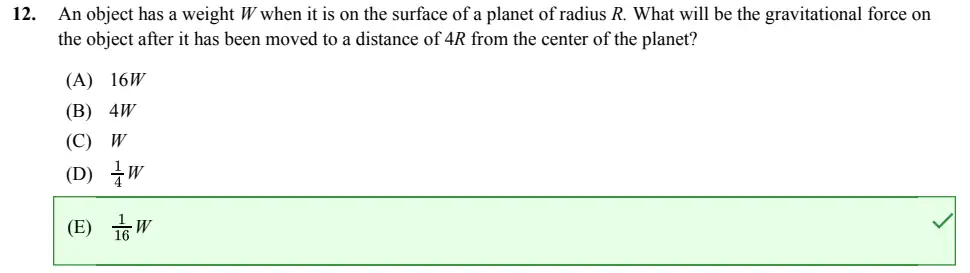 12. An object has a weight W when it is on the surface of a planet of radius R. What will be the gravitational force on
the object after it has been moved to a distance of 4R from the center of the planet?
(A) 16W
(B) 4W
(C) W
(D) 1/4 W
(E) 1/16 W